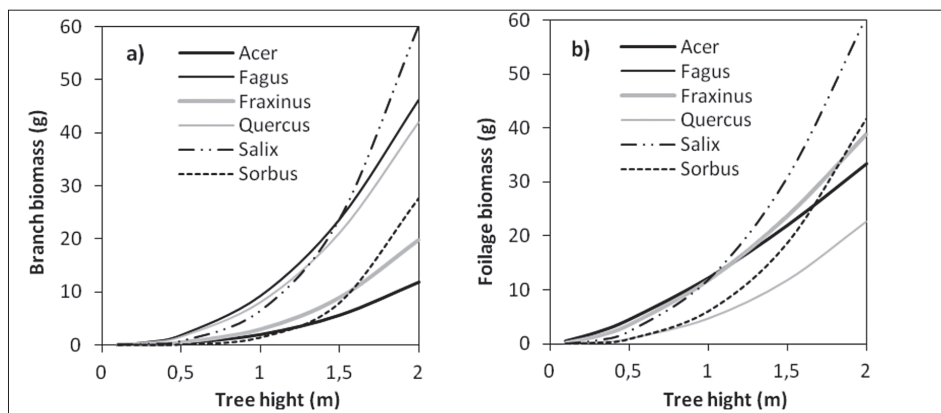 a)
Acer
Fagus
Fraxinus
Quercus
Salix
Sorbus
60
50
40
30
20
10
0
Branch biomass (g)
0 0,5 1 1,5 2
Tree hight (m)
b)
Acer
Fagus
Fraxinus
Quercus
Salix
Sorbus
60
50
40
30
20
10
0
Foilage biomass (g)
0 0,5 1 1,5 2
Tree hight (m)